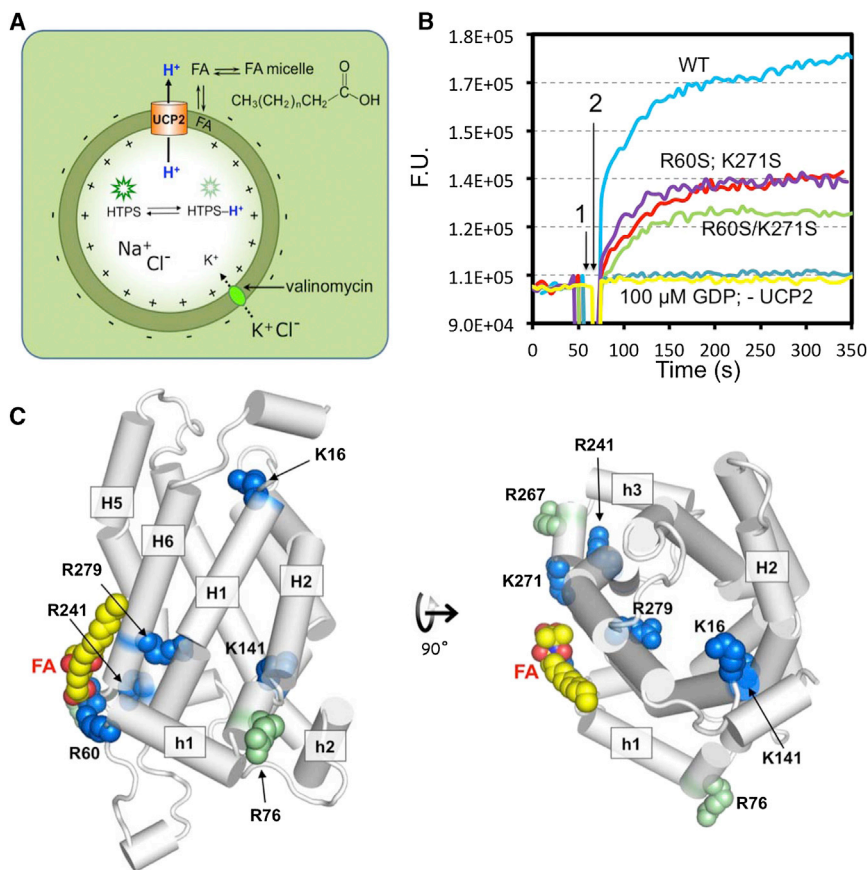 A
H⁺ FA FA micelle
O
CH₃(CH₂)ₙCH₂ OH
UCP2 FA
H⁺
HTPS HTPS–H⁺
Na⁺
Cl⁻
K⁺
valinomycin
K⁺Cl⁻
B
F.U.
1.8E+05
1.7E+05
1.5E+05
1.4E+05
1.2E+05
1.1E+05
9.0E+04
WT
2
1
R60S; K271S
R60S/K271S
100 µM GDP; - UCP2
0 50 100 150 200 250 300 350
Time (s)
C
K16
H5
H6
R279
H1
H2
R241
K141
FA
R60
h1
h2
R76
90°
R241
R267
h3
H2
K271
R279
K16
FA
h1
K141
R76